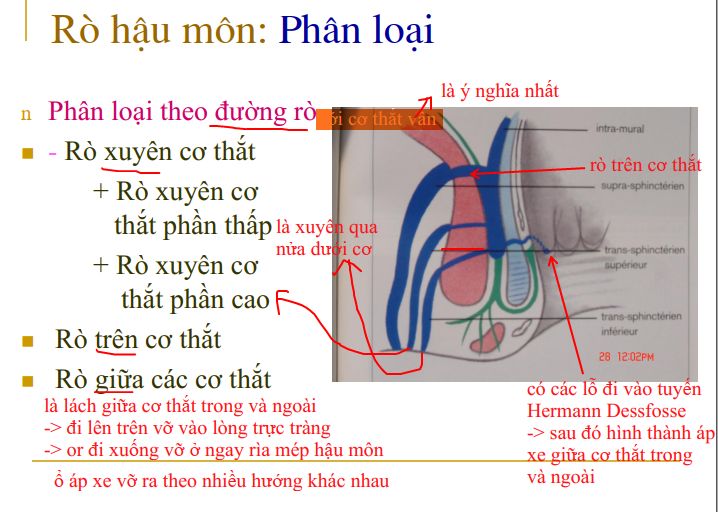 Rò hậu môn: Phân loại
là ý nghĩa nhất
n Phân loại theo đường rò
ới cơ thắt vân
- Rò xuyên cơ thắt
+ Rò xuyên cơ
thắt phần thấp
+ Rò xuyên cơ
thắt phần cao
Rò trên cơ thắt
Rò giữa các cơ thắt
là xuyên qua
nửa dưới cơ
intra-mural
rò trên cơ thắt
supra-sphinctérien
trans-sphinctérien
supérieur
trans-sphinctérien
inférieur
28 12:02PM
là lách giữa cơ thắt trong và ngoài
-> đi lên trên vỡ vào lòng trực tràng
-> or đi xuống vỡ ở ngay rìa mép hậu môn
ổ áp xe vỡ ra theo nhiều hướng khác nhau
có các lỗ đi vào tuyến
Hermann Dessfosse
-> sau đó hình thành áp
xe giữa cơ thắt trong
và ngoài